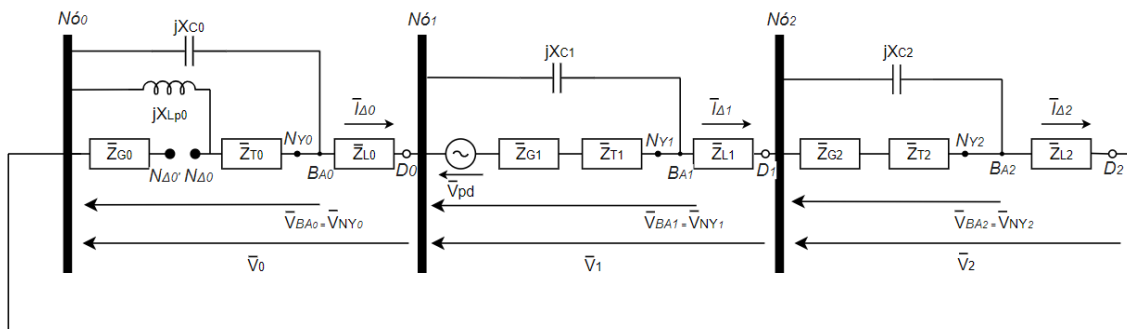 Nó0 Nó1 Nó2
jXC0 jXC1 jXC2
jXLp0
ĪΔ0 ĪΔ1 ĪΔ2
NY0 NY1 NY2
Z̅G0 Z̅T0 Z̅L0 Z̅G1 Z̅T1 Z̅L1 Z̅G2 Z̅T2 Z̅L2
NΔ0' NΔ0 BA0 D0 V̅pd BA1 D1 BA2 D2
V̅BA0 = V̅NY0 V̅BA1 = V̅NY1 V̅BA2 = V̅NY2
V̅0 V̅1 V̅2